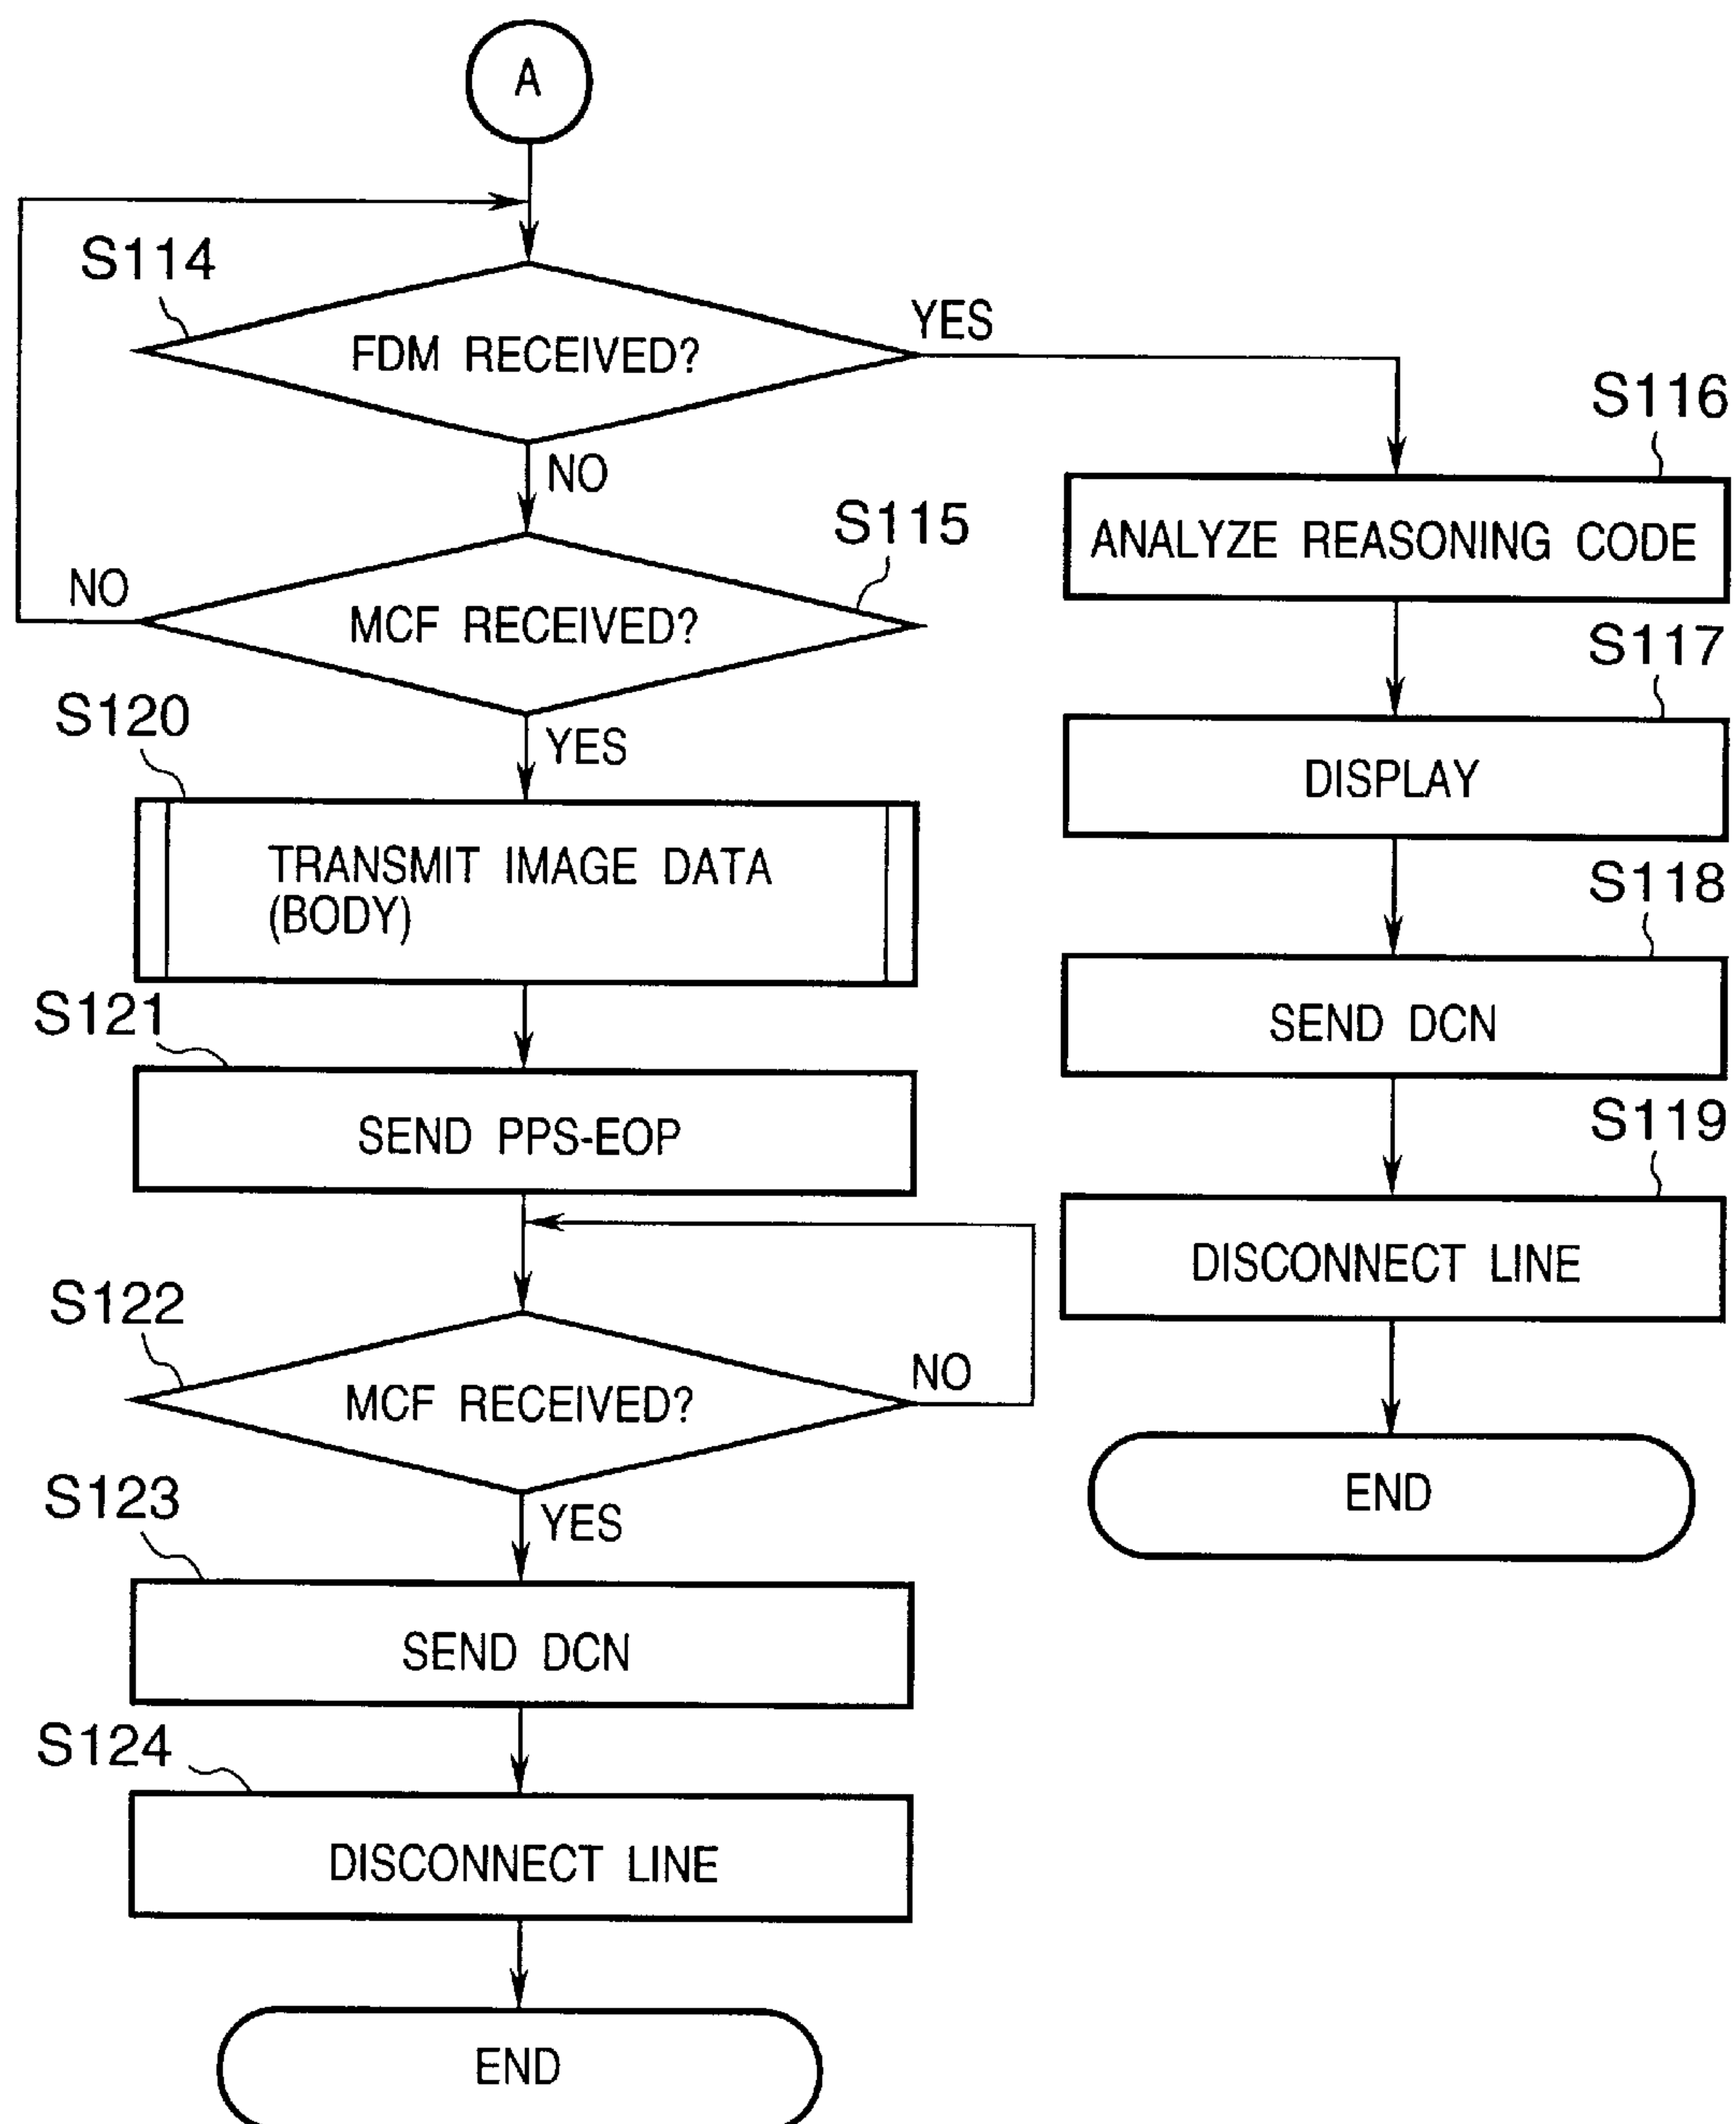 A
S114
FDM RECEIVED?
YES
NO
S115
MCF RECEIVED?
NO
YES
S116
ANALYZE REASONING CODE
S117
DISPLAY
S118
SEND DCN
S119
DISCONNECT LINE
END
S120
TRANSMIT IMAGE DATA
(BODY)
S121
SEND PPS-EOP
S122
MCF RECEIVED?
NO
YES
S123
SEND DCN
S124
DISCONNECT LINE
END